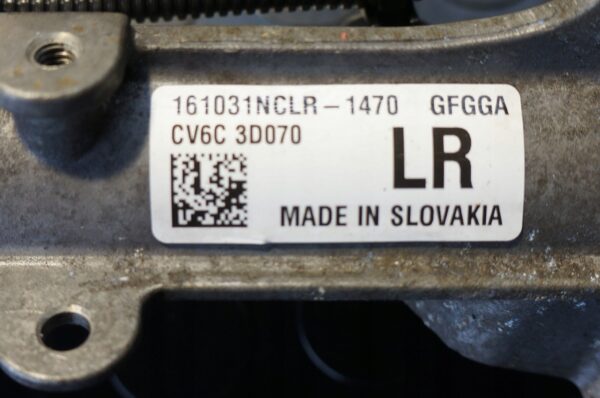 161031NCLR-1470 GFGGA
CV6C 3D070
LR
MADE IN SLOVAKIA